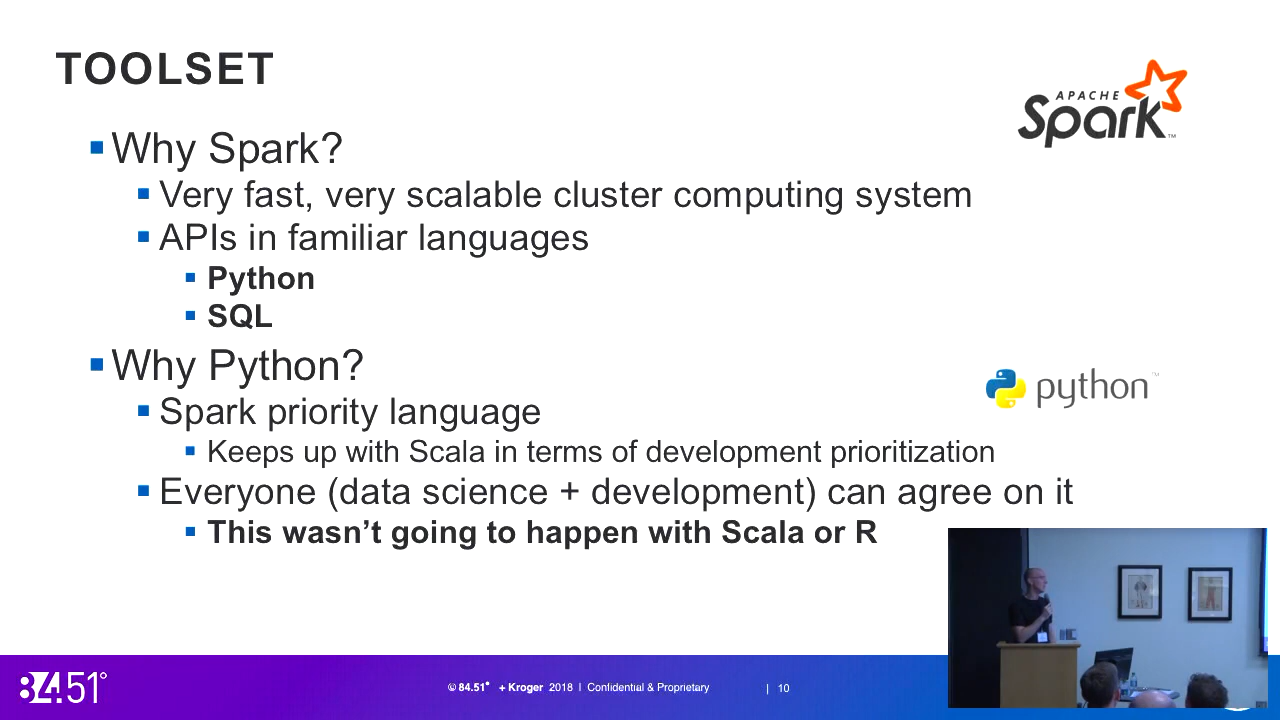 TOOLSET
APACHE
Spark™
Why Spark?
Very fast, very scalable cluster computing system
APIs in familiar languages
Python
SQL
Why Python?
python™
Spark priority language
Keeps up with Scala in terms of development prioritization
Everyone (data science + development) can agree on it
This wasn’t going to happen with Scala or R
84.51°
© 84.51° + Kroger 2018 | Confidential & Proprietary | 10